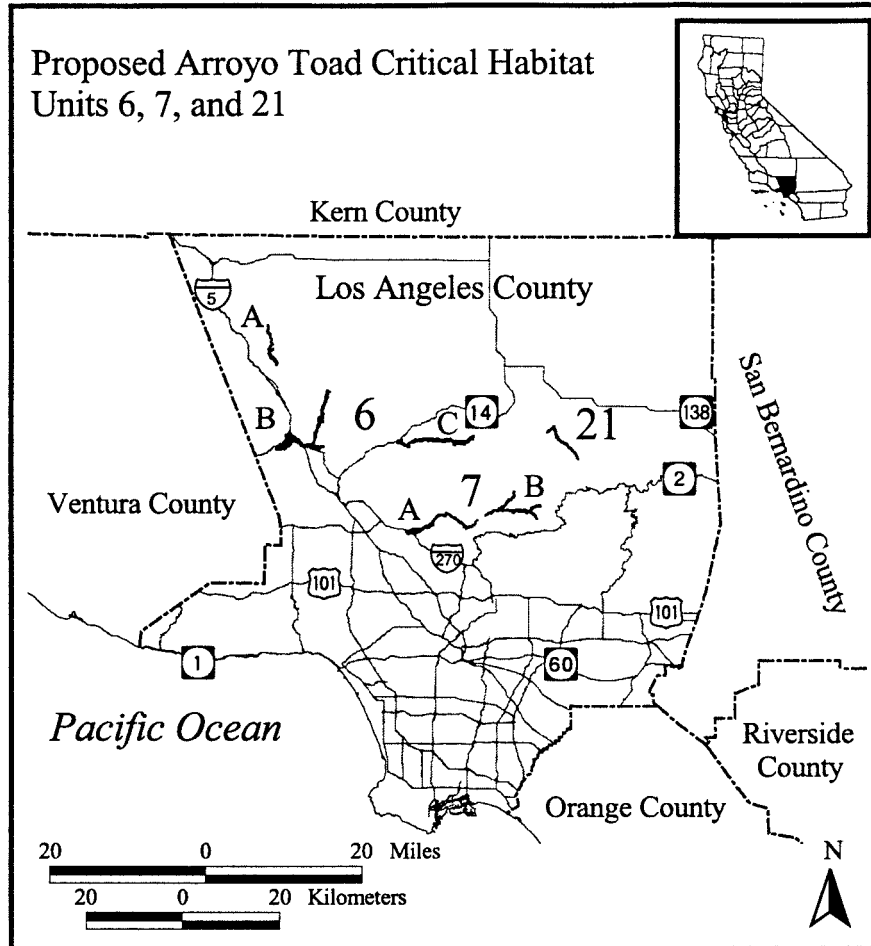 Proposed Arroyo Toad Critical Habitat
Units 6, 7, and 21
Kern County
Los Angeles County
5
A
San Bernardino County
B
6
C
14
21
138
Ventura County
7
A
B
2
270
101
101
1
60
Pacific Ocean
Riverside
County
Orange County
20 0 20 Miles
20 0 20 Kilometers
N